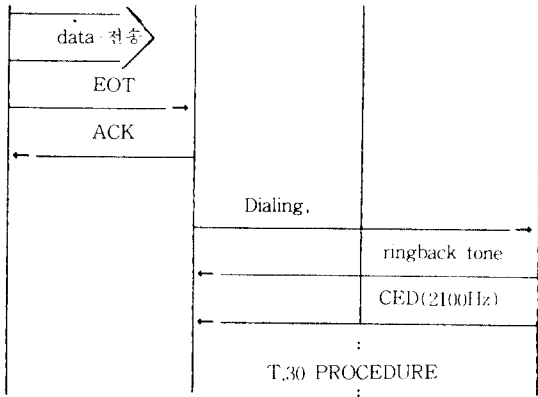 data 전송
EOT
ACK
Dialing.
ringback tone
CED(2100Hz)
:
T.30 PROCEDURE
: